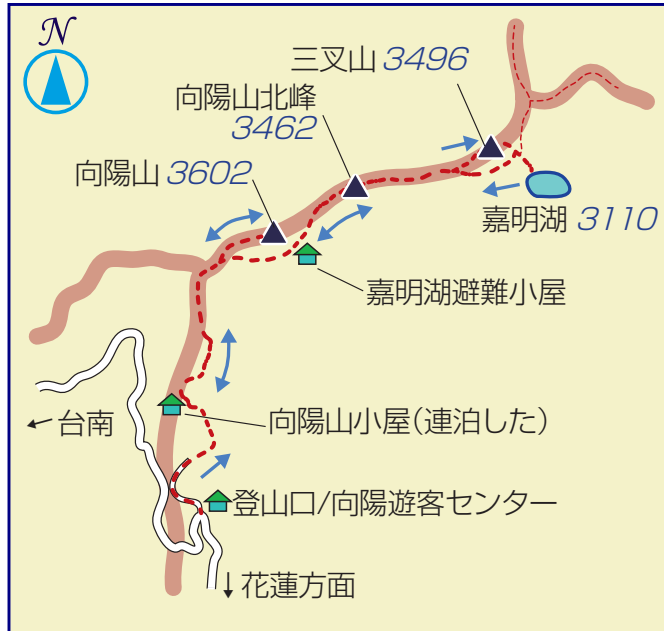 N
三叉山 3496
向陽山北峰
3462
向陽山 3602
嘉明湖 3110
嘉明湖避難小屋
←台南
向陽山小屋(連泊した)
登山口/向陽遊客センター
↓花蓮方面